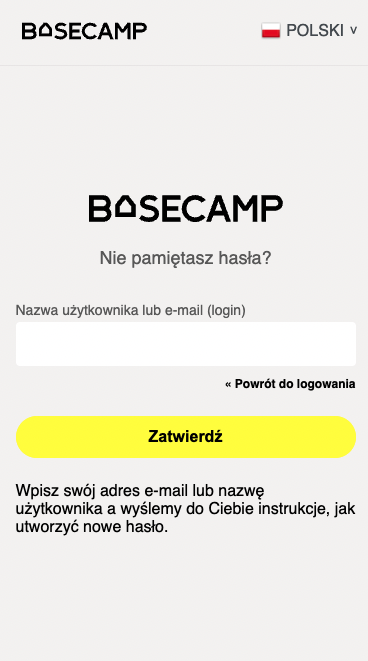 BASECAMP
POLSKI ˅
BASECAMP
Nie pamiętasz hasła?
Nazwa użytkownika lub e-mail (login)
« Powrót do logowania
Zatwierdź
Wpisz swój adres e-mail lub nazwę
użytkownika a wyślemy do Ciebie instrukcje, jak
utworzyć nowe hasło.